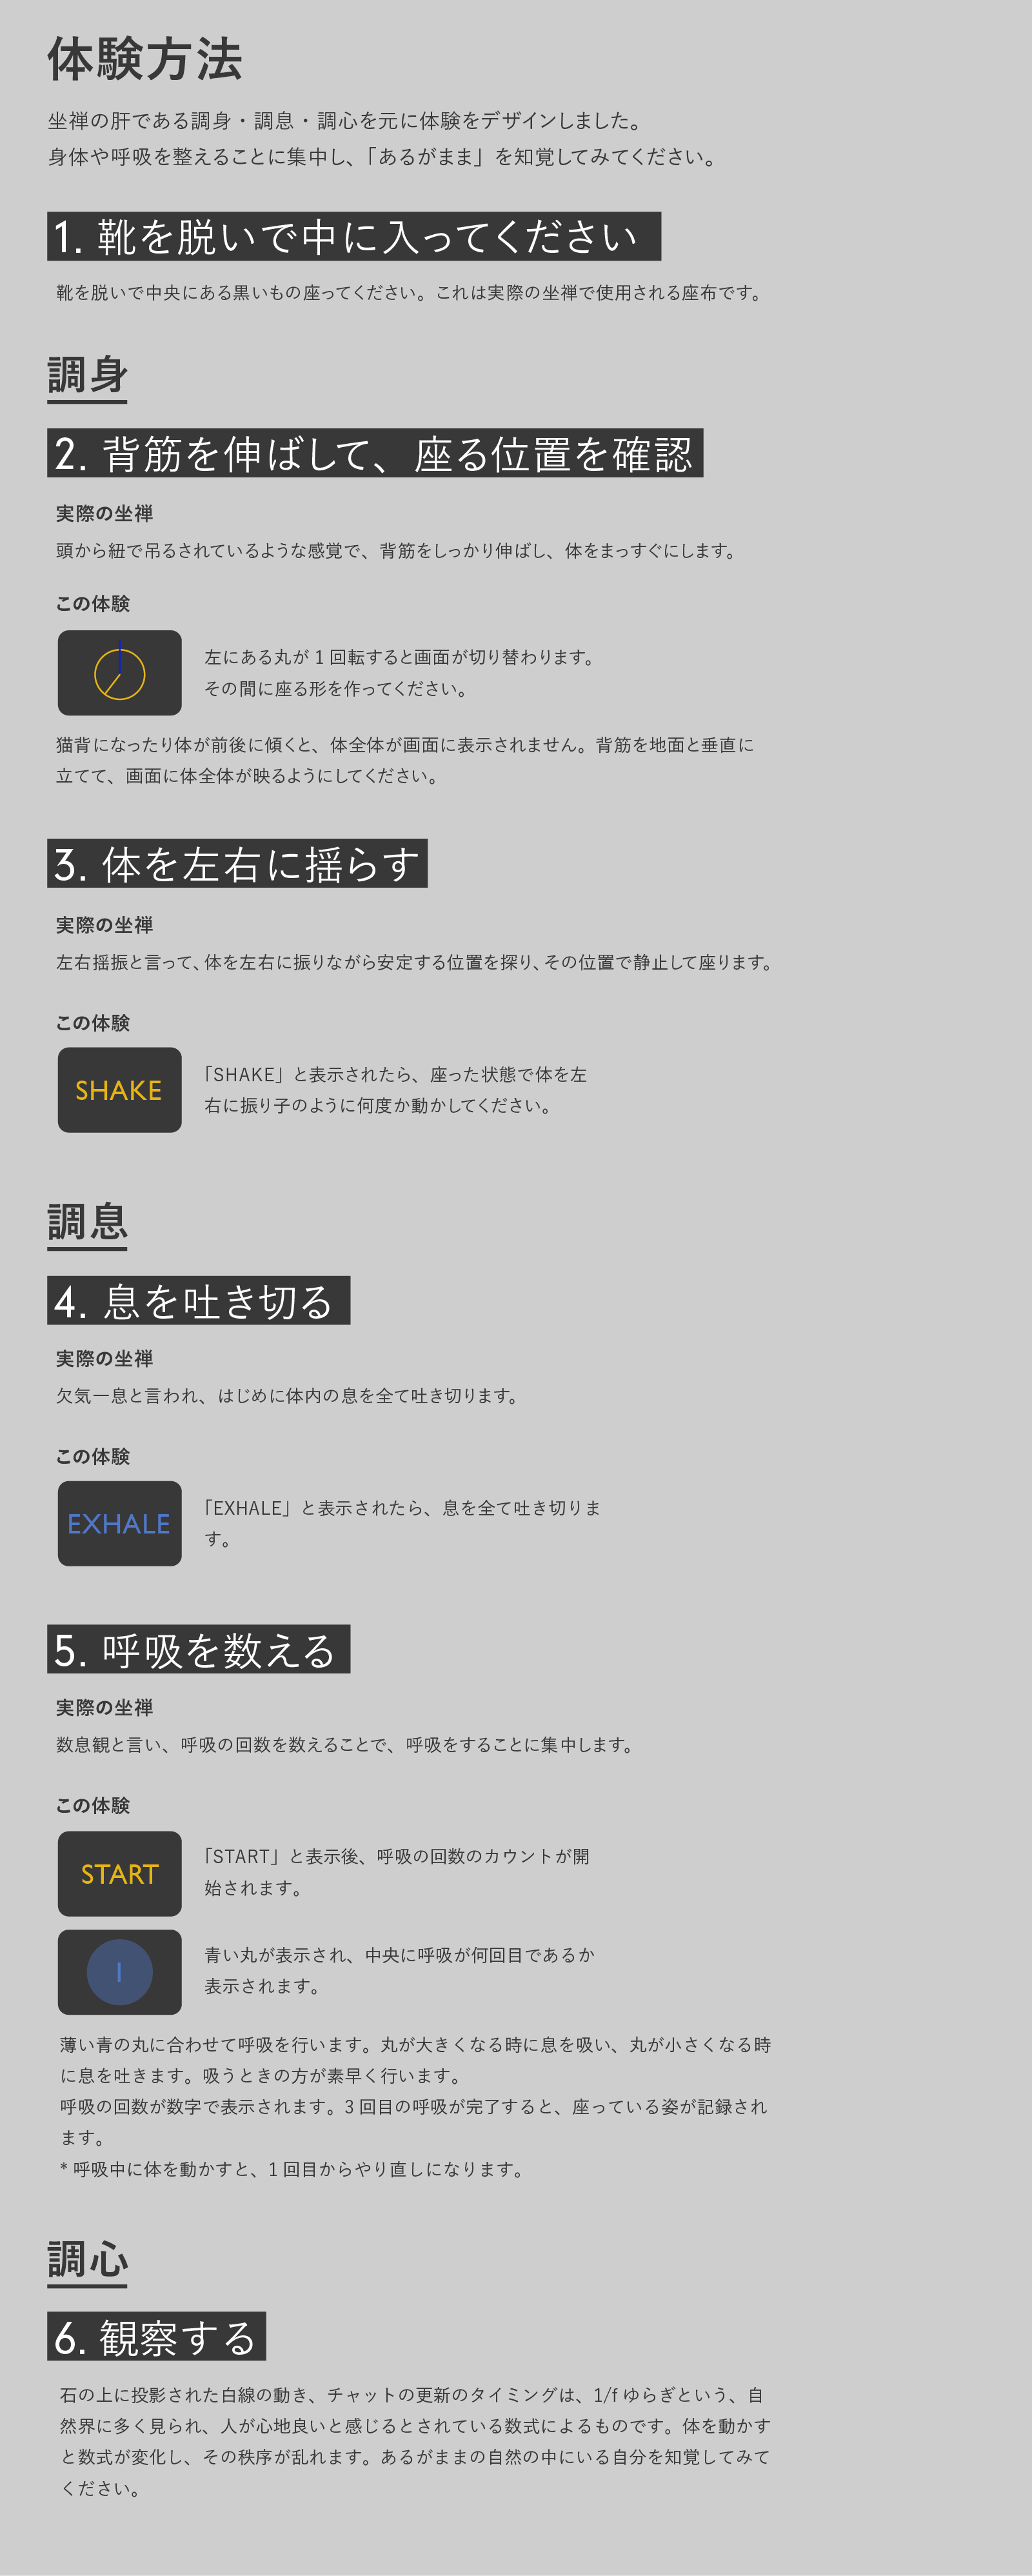 体験方法
坐禅の肝である調身・調息・調心を元に体験をデザインしました。
身体や呼吸を整えることに集中し、「あるがまま」を知覚してみてください。
1. 靴を脱いで中に入ってください
靴を脱いで中央にある黒いもの座ってください。これは実際の坐禅で使用される座布です。
調身
2. 背筋を伸ばして、座る位置を確認
実際の坐禅
頭から紐で吊るされているような感覚で、背筋をしっかり伸ばし、体をまっすぐにします。
この体験
左にある丸が 1 回転すると画面が切り替わります。
その間に座る形を作ってください。
猫背になったり体が前後に傾くと、体全体が画面に表示されません。背筋を地面と垂直に
立てて、画面に体全体が映るようにしてください。
3. 体を左右に揺らす
実際の坐禅
左右揺振と言って、体を左右に振りながら安定する位置を探り、その位置で静止して座ります。
この体験
SHAKE
「SHAKE」と表示されたら、座った状態で体を左
右に振り子のように何度か動かしてください。
調息
4. 息を吐き切る
実際の坐禅
欠気一息と言われ、はじめに体内の息を全て吐き切ります。
この体験
EXHALE
「EXHALE」と表示されたら、息を全て吐き切りま
す。
5. 呼吸を数える
実際の坐禅
数息観と言い、呼吸の回数を数えることで、呼吸をすることに集中します。
この体験
START
「START」と表示後、呼吸の回数のカウントが開
始されます。
1
青い丸が表示され、中央に呼吸が何回目であるか
表示されます。
薄い青の丸に合わせて呼吸を行います。丸が大きくなる時に息を吸い、丸が小さくなる時
に息を吐きます。吸うときの方が素早く行います。
呼吸の回数が数字で表示されます。3 回目の呼吸が完了すると、座っている姿が記録され
ます。
* 呼吸中に体を動かすと、1 回目からやり直しになります。
調心
6. 観察する
石の上に投影された白線の動き、チャットの更新のタイミングは、1/f ゆらぎという、自
然界に多く見られ、人が心地良いと感じるとされている数式によるものです。体を動かす
と数式が変化し、その秩序が乱れます。あるがままの自然の中にいる自分を知覚してみて
ください。